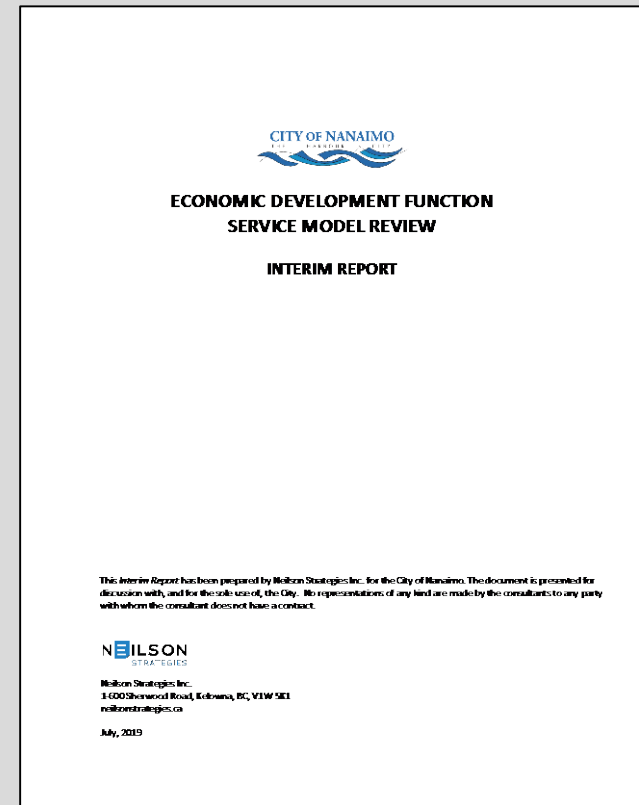 CITY OF NANAIMO
THE HARBOUR CITY
ECONOMIC DEVELOPMENT FUNCTION
SERVICE MODEL REVIEW
INTERIM REPORT
This Interim Report has been prepared by Neilson Strategies Inc. for the City of Nanaimo. The document is presented for
discussion with, and for the sole use of, the City. No representations of any kind are made by the consultants to any party
with whom the consultant does not have a contract.
NEILSON
STRATEGIES
Neilson Strategies Inc.
1-600 Sherwood Road, Kelowna, BC, V1W 5K1
neilsonstrategies.ca
July, 2019